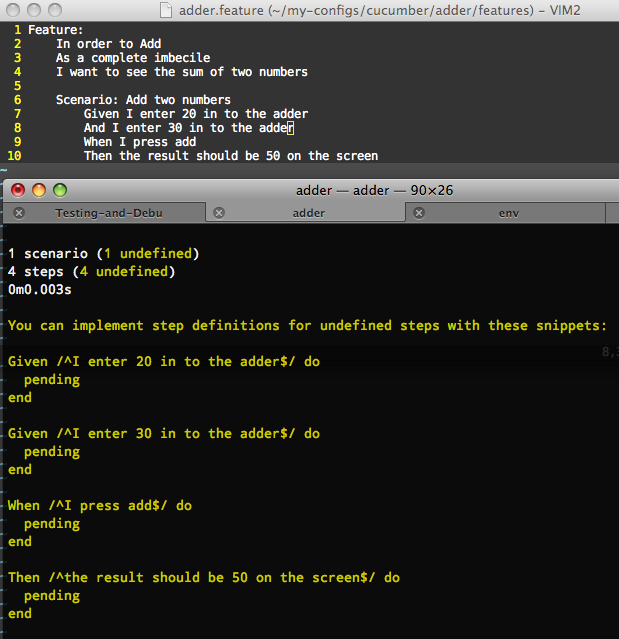 adder.feature (~/my-configs/cucumber/adder/features) – VIM2
1 Feature:
2     In order to Add
3     As a complete imbecile
4     I want to see the sum of two numbers
5
6     Scenario: Add two numbers
7         Given I enter 20 in to the adder
8         And I enter 30 in to the adder
9         When I press add
10         Then the result should be 50 on the screen
~
adder — adder — 90×26
Testing-and-Debu adder env
1 scenario (1 undefined)
4 steps (4 undefined)
0m0.003s

You can implement step definitions for undefined steps with these snippets:

Given /^I enter 20 in to the adder$/ do
  pending
end

Given /^I enter 30 in to the adder$/ do
  pending
end

When /^I press add$/ do
  pending
end

Then /^the result should be 50 on the screen$/ do
  pending
end